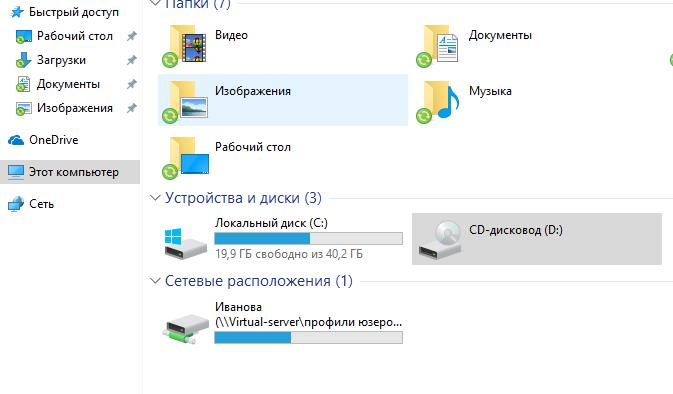 Быстрый доступ
Рабочий стол
Загрузки
Документы
Изображения
OneDrive
Этот компьютер
Сеть
Папки (7)
Видео
Документы
Изображения
Музыка
Рабочий стол
Устройства и диски (3)
Локальный диск (C:)
19,9 ГБ свободно из 40,2 ГБ
CD-дисковод (D:)
Сетевые расположения (1)
Иванова
(\\Virtual-server\профили юзеро...